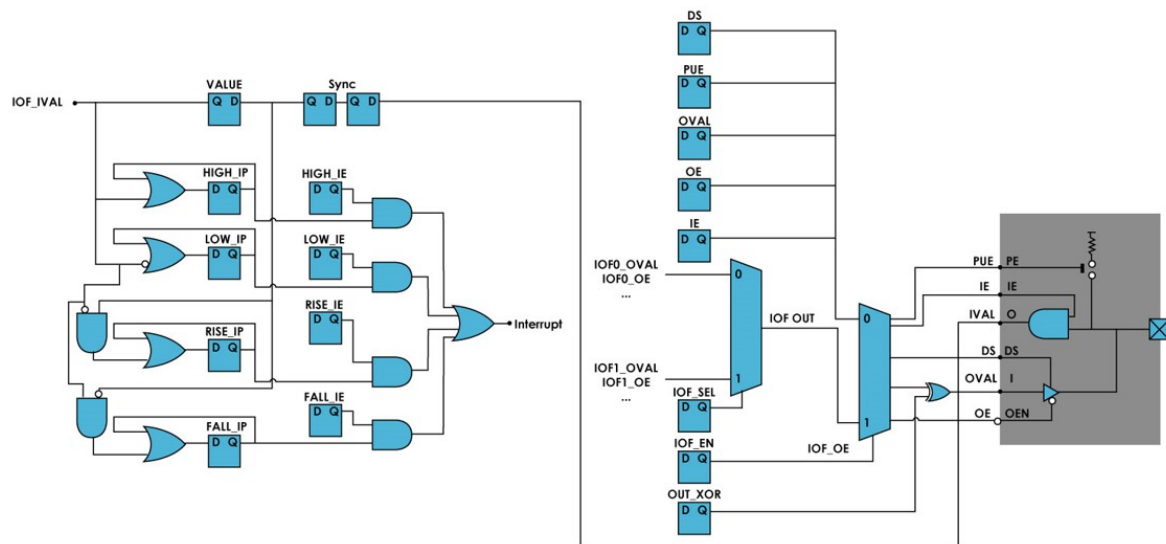 DS
D Q
PUE
D Q
VALUE
Sync
IOF_IVAL
Q D
Q D
Q D
OVAL
D Q
HIGH_IP
HIGH_IE
D Q
D Q
OE
D Q
LOW_IP
LOW_IE
D Q
D Q
IE
D Q
IOF0_OVAL
IOF0_OE
...
0
PUE
PE
IE
IE
IVAL
O
RISE_IE
D Q
Interrupt
IOF OUT
0
RISE_IP
D Q
DS
DS
IOF1_OVAL
IOF1_OE
...
1
OVAL
I
FALL_IE
D Q
IOF_SEL
D Q
1
OE
OEN
FALL_IP
D Q
IOF_EN
D Q
IOF_OE
OUT_XOR
D Q